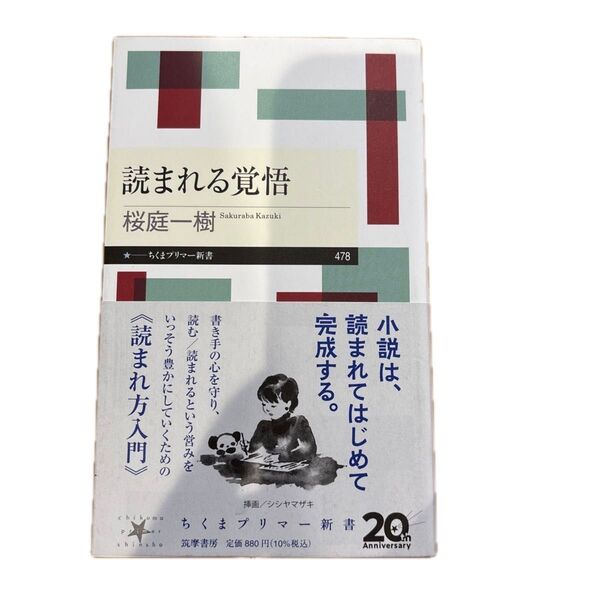 読まれる覚悟
桜庭一樹 Sakuraba Kazuki
★──ちくまプリマー新書 478
小説は、
読まれてはじめて
完成する。
書き手の心を守り、
読む／読まれるという営みを
いっそう豊かにしていくための
《読まれ方入門》
挿画／シシヤマザキ
chikuma
primer
shinsho
ちくまプリマー新書
筑摩書房 定価880円(10%税込)
20th
Anniversary